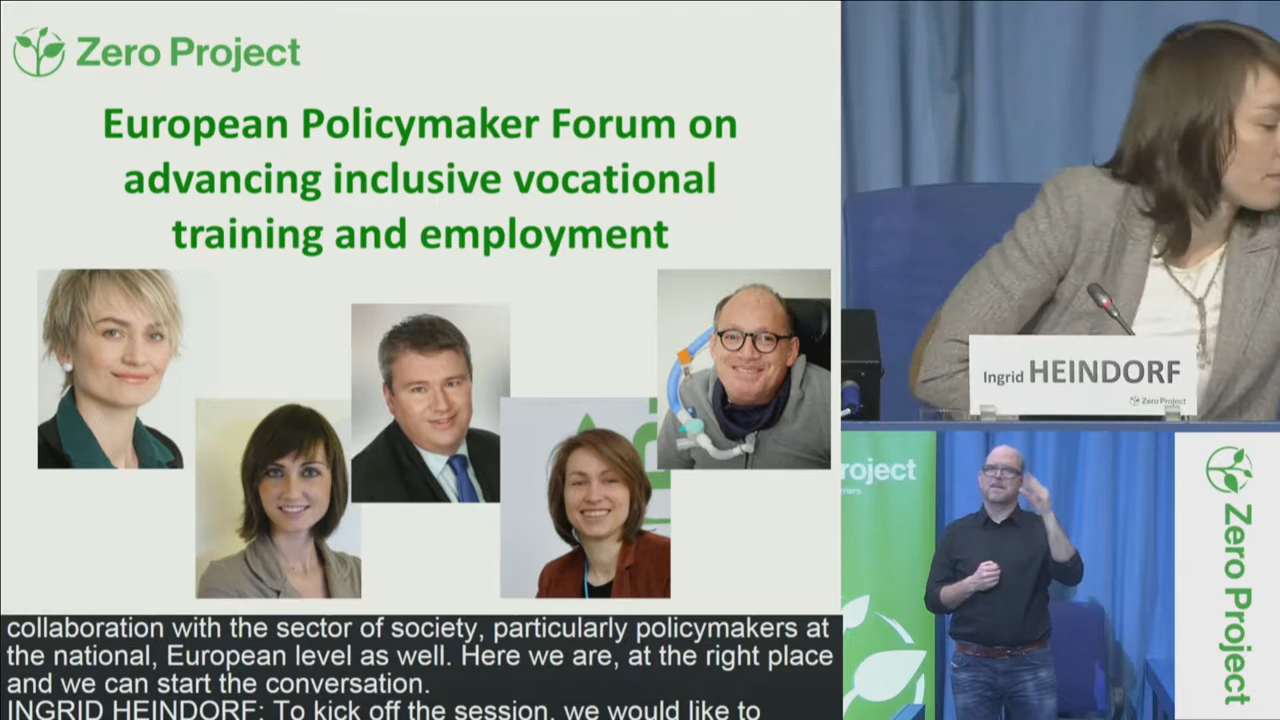 Zero Project
European Policymaker Forum on
advancing inclusive vocational
training and employment
Ingrid HEINDORF
Zero Project
roject
Zero Project
collaboration with the sector of society, particularly policymakers at
the national, European level as well. Here we are, at the right place
and we can start the conversation.
INGRID HEINDORF: To kick off the session, we would like to